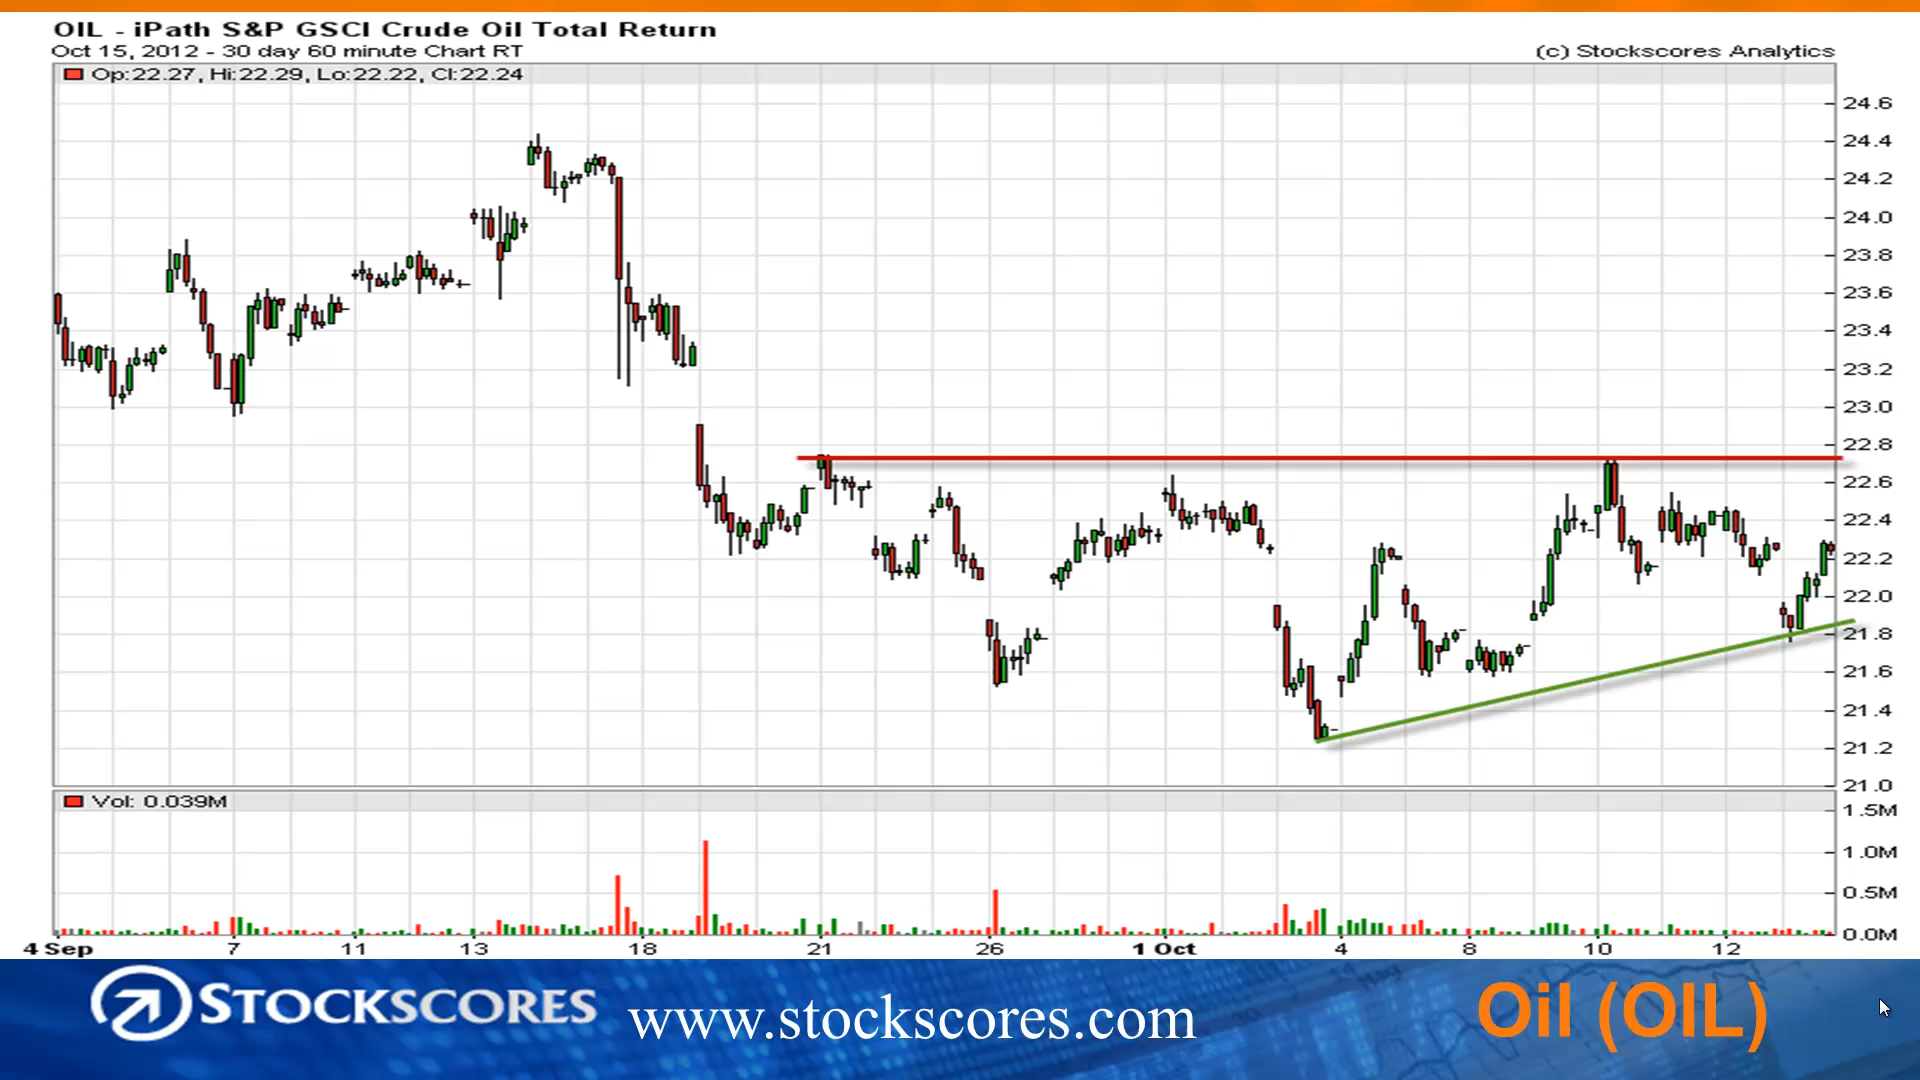 OIL - iPath S&P GSCI Crude Oil Total Return
Oct 15, 2012 - 30 day 60 minute Chart RT
(c) Stockscores Analytics
Op:22.27, Hi:22.29, Lo:22.22, Cl:22.24
24.6
24.4
24.2
24.0
23.8
23.6
23.4
23.2
23.0
22.8
22.6
22.4
22.2
22.0
21.8
21.6
21.4
21.2
21.0
Vol: 0.039M
1.5M
1.0M
0.5M
0.0M
4 Sep 7 11 13 18 21 26 1 Oct 4 8 10 12
STOCKSCORES
www.stockscores.com
Oil (OIL)